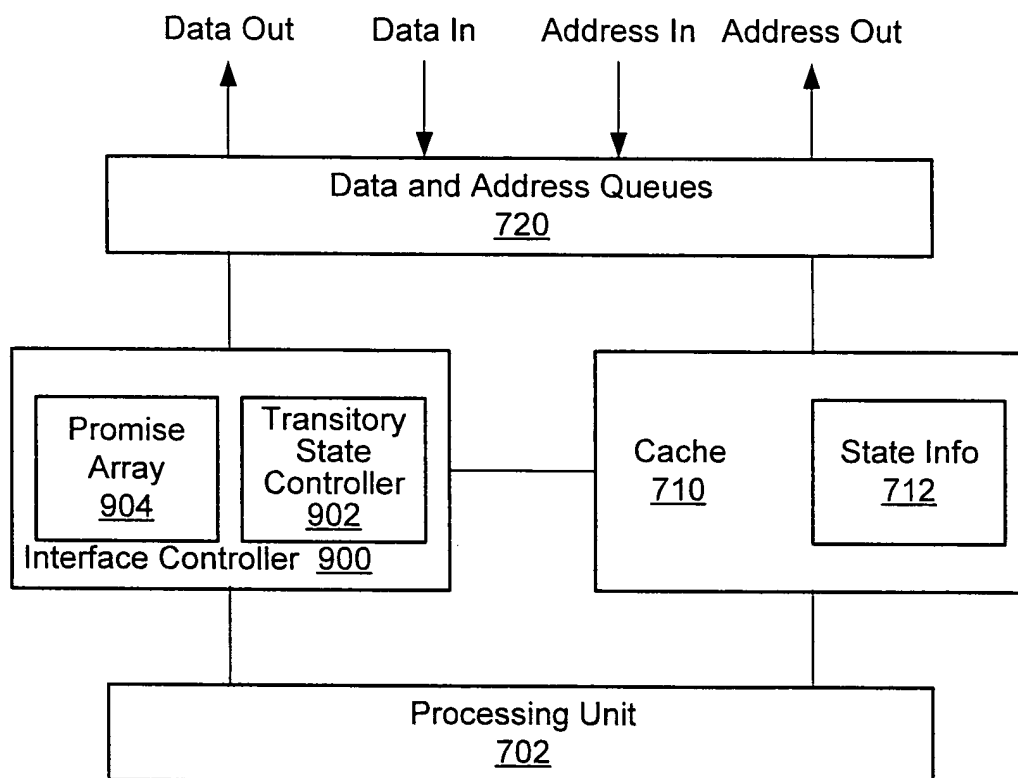 Data Out Data In Address In Address Out
Data and Address Queues
720
Promise
Array
904
Transitory
State
Controller
902
Interface Controller 900
Cache
710
State Info
712
Processing Unit
702